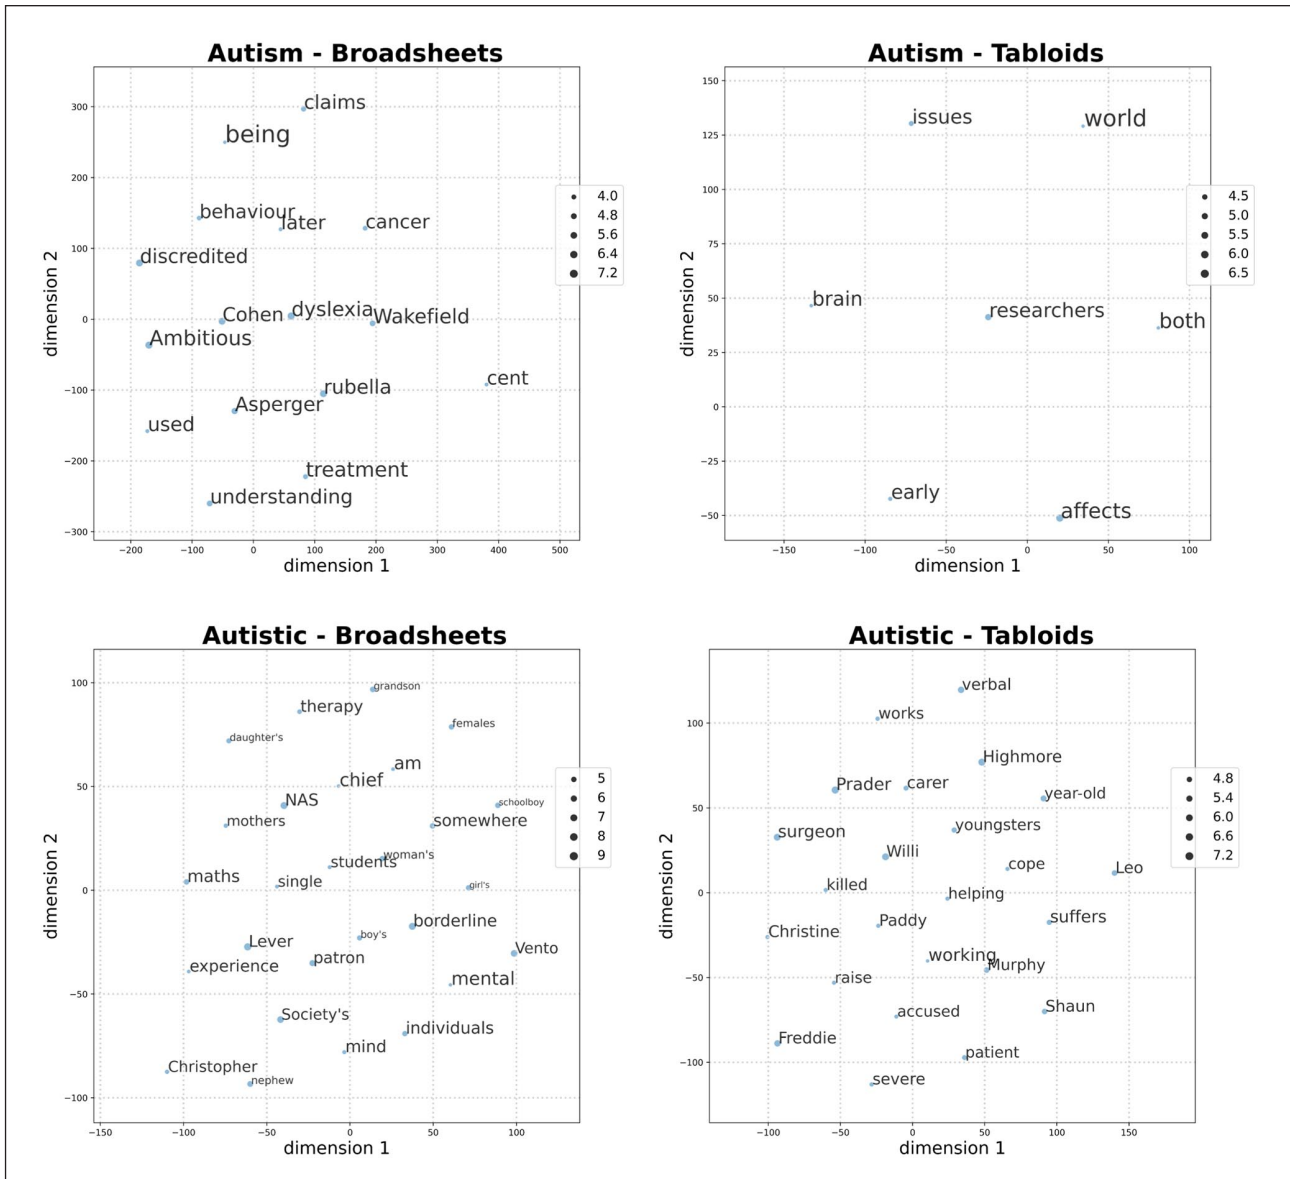 Autism - Broadsheets
claims
being
behaviour
later
cancer
discredited
Cohen
dyslexia
Wakefield
Ambitious
rubella
cent
Asperger
used
treatment
understanding
300
200
100
0
−100
−200
−300
−200
−100
0
100
200
300
400
500
dimension 1
dimension 2
4.0
4.8
5.6
6.4
7.2
Autism - Tabloids
issues
world
brain
researchers
both
early
affects
150
125
100
75
50
25
0
−25
−50
−150
−100
−50
0
50
100
dimension 1
dimension 2
4.5
5.0
5.5
6.0
6.5
Autistic - Broadsheets
grandson
therapy
females
daughter's
am
chief
NAS
schoolboy
mothers
somewhere
woman's
students
maths
single
girl's
borderline
boy's
Lever
Vento
patron
experience
mental
Society's
individuals
mind
Christopher
nephew
100
50
0
−50
−100
−150
−100
−50
0
50
100
dimension 1
dimension 2
5
6
7
8
9
Autistic - Tabloids
verbal
works
Highmore
Prader
carer
year-old
surgeon
youngsters
Willi
cope
Leo
killed
helping
Paddy
suffers
Christine
working
Murphy
raise
accused
Shaun
Freddie
patient
severe
100
50
0
−50
−100
−100
−50
0
50
100
150
dimension 1
dimension 2
4.8
5.4
6.0
6.6
7.2